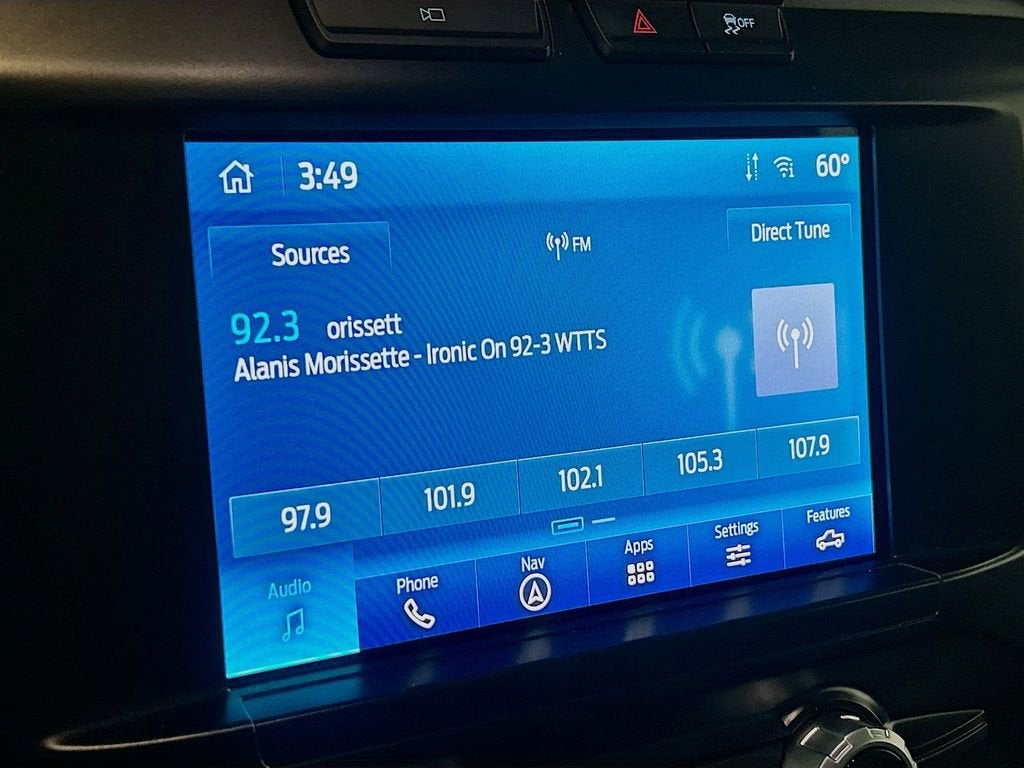 OFF
3:49
60°
Sources
FM
Direct Tune
92.3 orissett
Alanis Morissette - Ironic On 92-3 WTTS
97.9 101.9 102.1 105.3 107.9
Audio Phone Nav Apps Settings Features